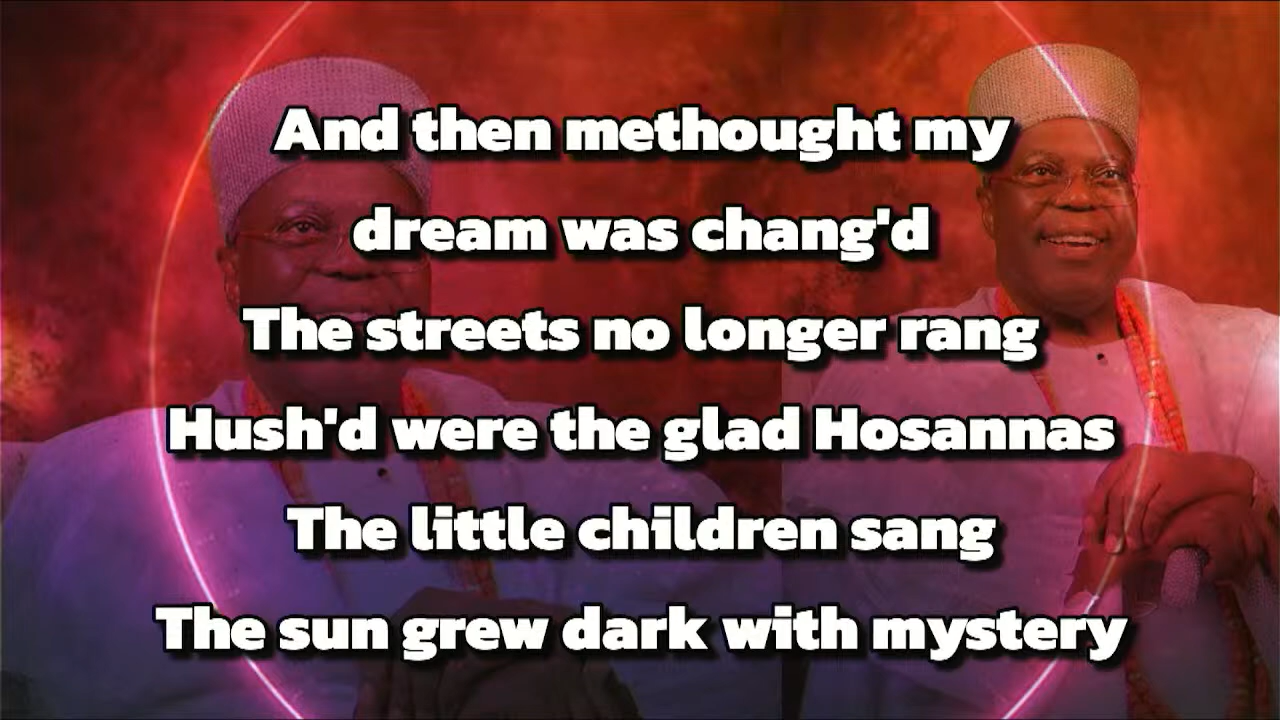 And then methought my
dream was chang'd
The streets no longer rang
Hush'd were the glad Hosannas
The little children sang
The sun grew dark with mystery